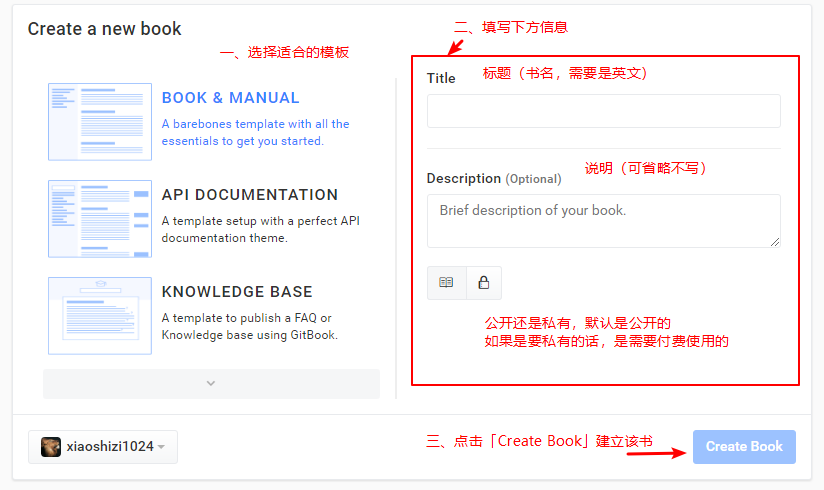 Create a new book
一、选择适合的模板
BOOK & MANUAL
A barebones template with all the
essentials to get you started.
API DOCUMENTATION
A template setup with a perfect API
documentation theme.
KNOWLEDGE BASE
A template to publish a FAQ or
Knowledge base using GitBook.
二、填写下方信息
Title
标题（书名，需要是英文）
Description (Optional)
说明（可省略不写）
Brief description of your book.
公开还是私有，默认是公开的
如果是要私有的话，是需要付费使用的
xiaoshizi1024
三、点击「Create Book」建立该书
Create Book